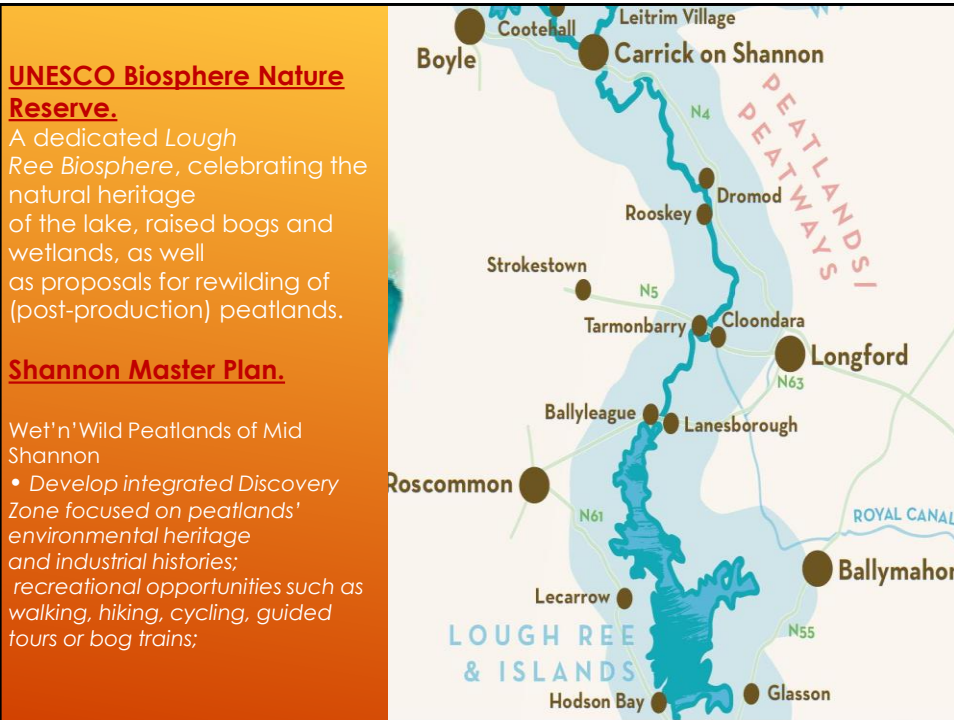 UNESCO Biosphere Nature
Reserve.
A dedicated Lough
Ree Biosphere, celebrating the
natural heritage
of the lake, raised bogs and
wetlands, as well
as proposals for rewilding of
(post-production) peatlands.
Shannon Master Plan.
Wet'n'Wild Peatlands of Mid
Shannon
• Develop integrated Discovery
Zone focused on peatlands'
environmental heritage
and industrial histories;
recreational opportunities such as
walking, hiking, cycling, guided
tours or bog trains;
Leitrim Village
Cootehall
Boyle
Carrick on Shannon
PEATLANDS/
PEATWAYS
N4
Dromod
Rooskey
Strokestown
N5
Tarmonbarry
Cloondara
Longford
N63
Ballyleague
Lanesborough
Roscommon
N61
ROYAL CANAL
Ballymahon
Lecarrow
N55
LOUGH REE
& ISLANDS
Glasson
Hodson Bay